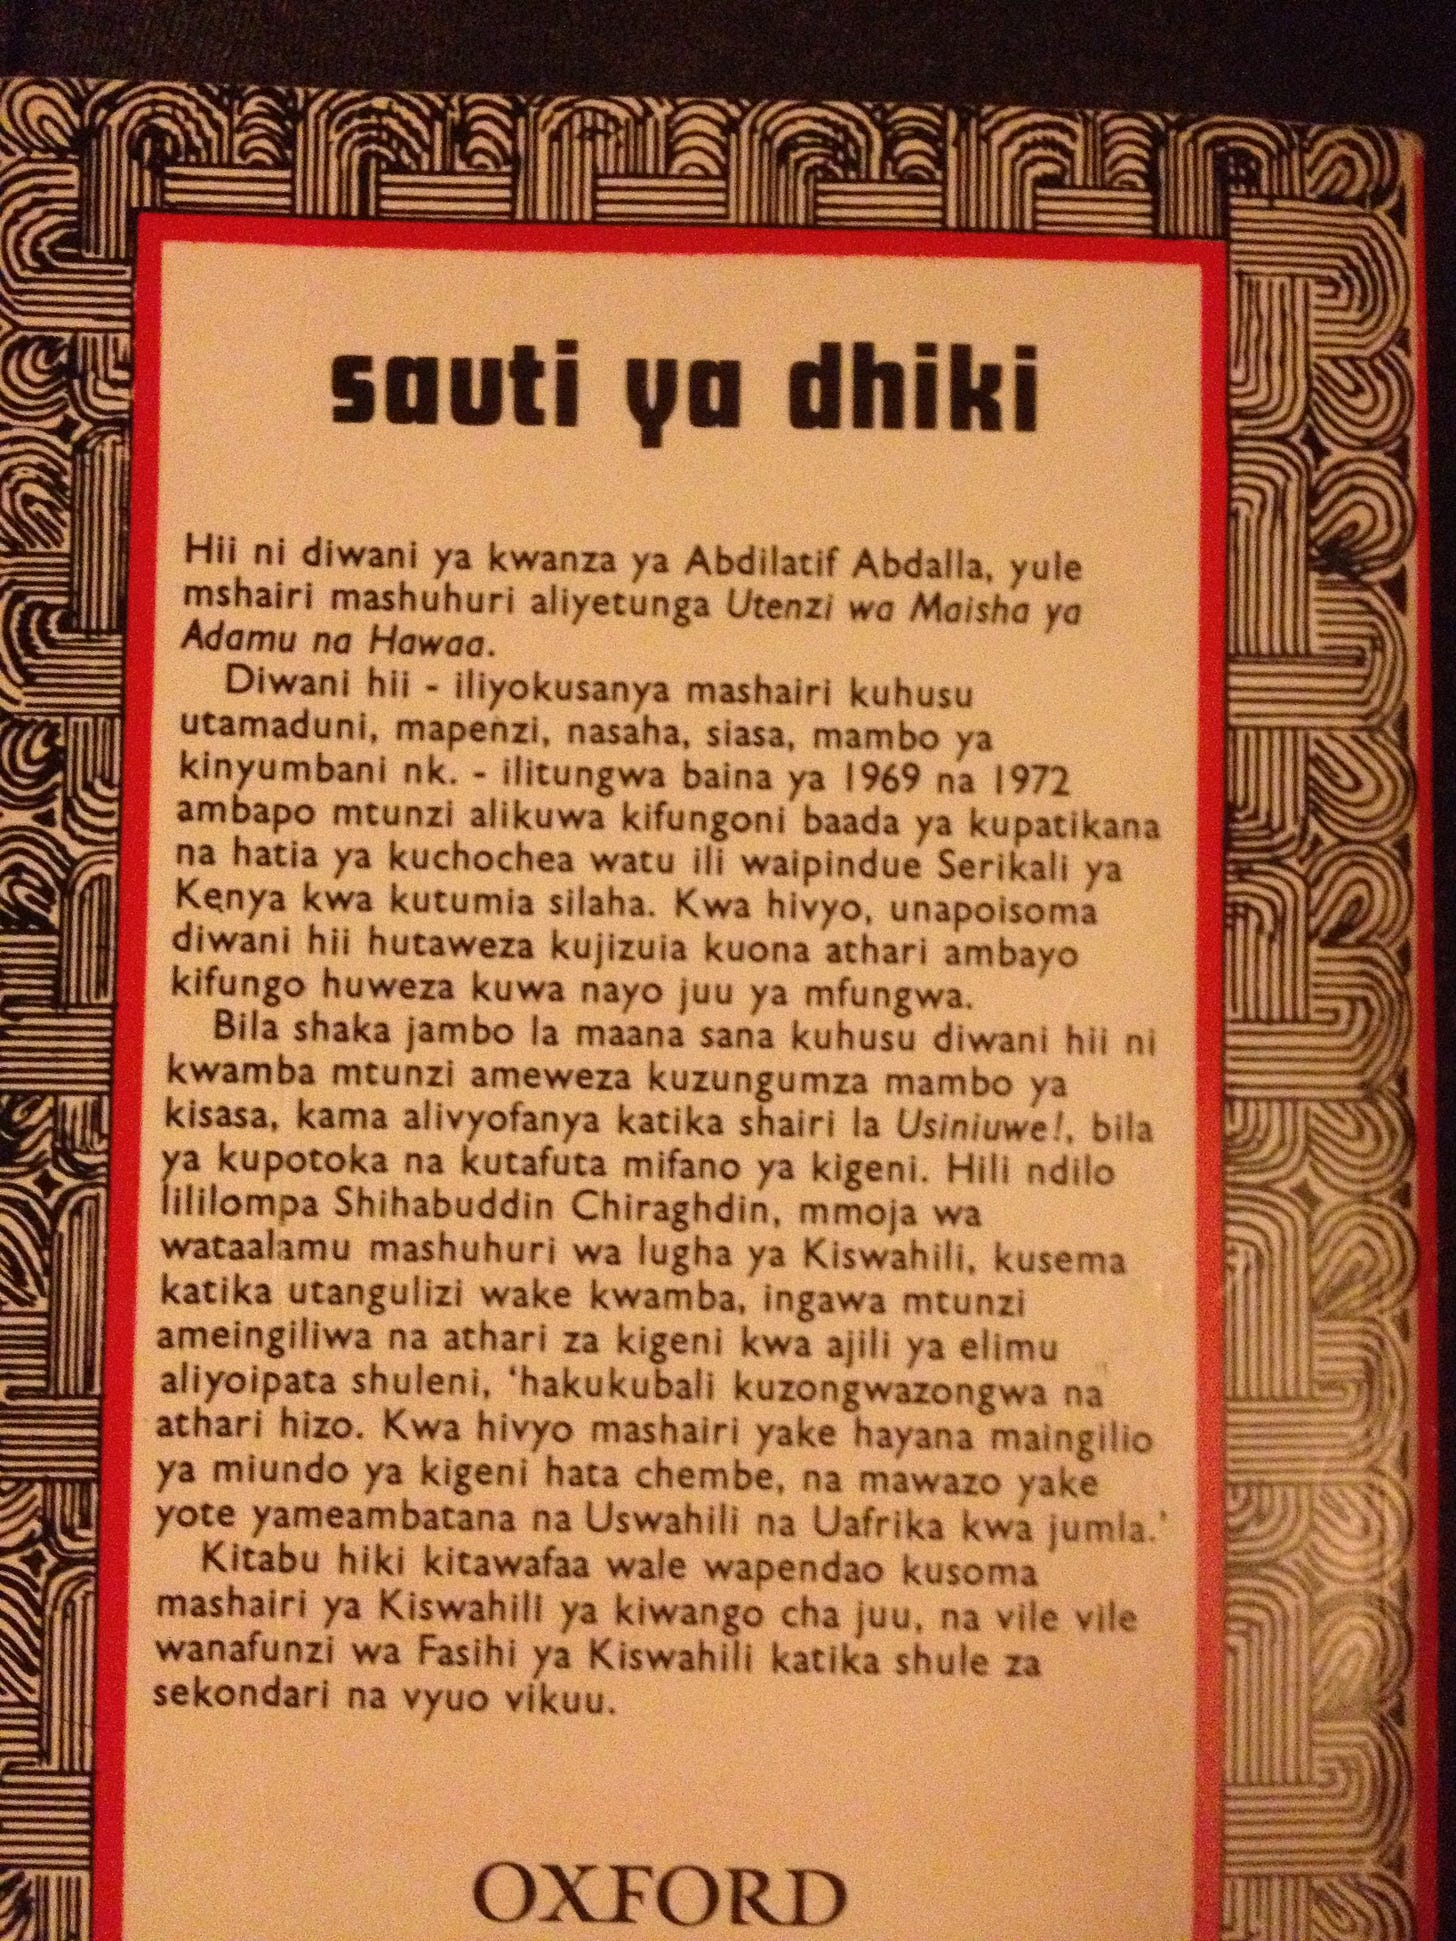 sauti ya dhiki
Hii ni diwani ya kwanza ya Abdilatif Abdalla, yule
mshairi mashuhuri aliyetunga Utenzi wa Maisha ya
Adamu na Hawaa.
Diwani hii - iliyokusanya mashairi kuhusu
utamaduni, mapenzi, nasaha, siasa, mambo ya
kinyumbani nk. - ilitungwa baina ya 1969 na 1972
ambapo mtunzi alikuwa kifungoni baada ya kupatikana
na hatia ya kuchochea watu ili waipindue Serikali ya
Kenya kwa kutumia silaha. Kwa hivyo, unapoisoma
diwani hii hutaweza kujizuia kuona athari ambayo
kifungo huweza kuwa nayo juu ya mfungwa.
Bila shaka jambo la maana sana kuhusu diwani hii ni
kwamba mtunzi ameweza kuzungumza mambo ya
kisasa, kama alivyofanya katika shairi la Usiniuwe!, bila
ya kupotoka na kutafuta mifano ya kigeni. Hili ndilo
lililompa Shihabuddin Chiraghdin, mmoja wa
wataalamu mashuhuri wa lugha ya Kiswahili, kusema
katika utangulizi wake kwamba, ingawa mtunzi
ameingiliwa na athari za kigeni kwa ajili ya elimu
aliyoipata shuleni, 'hakukubali kuzongwazongwa na
athari hizo. Kwa hivyo mashairi yake hayana maingilio
ya miundo ya kigeni hata chembe, na mawazo yake
yote yameambatana na Uswahili na Uafrika kwa jumla.'
Kitabu hiki kitawafaa wale wapendao kusoma
mashairi ya Kiswahili ya kiwango cha juu, na vile vile
wanafunzi wa Fasihi ya Kiswahili katika shule za
sekondari na vyuo vikuu.
OXFORD